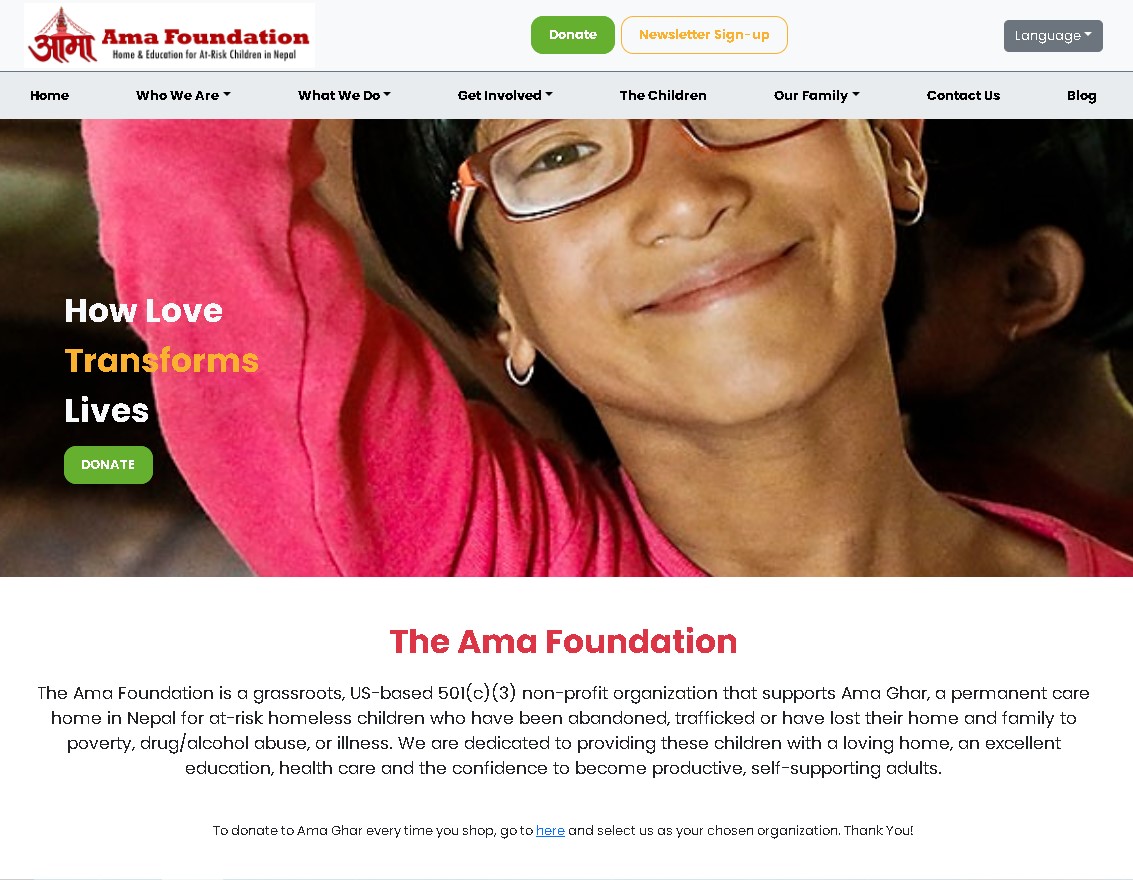 आमा Ama Foundation
Home & Education for At-Risk Children in Nepal
Donate
Newsletter Sign-up
Language
Home
Who We Are
What We Do
Get Involved
The Children
Our Family
Contact Us
Blog
How Love
Transforms
Lives
DONATE
The Ama Foundation
The Ama Foundation is a grassroots, US-based 501(c)(3) non-profit organization that supports Ama Ghar, a permanent care
home in Nepal for at-risk homeless children who have been abandoned, trafficked or have lost their home and family to
poverty, drug/alcohol abuse, or illness. We are dedicated to providing these children with a loving home, an excellent
education, health care and the confidence to become productive, self-supporting adults.
To donate to Ama Ghar every time you shop, go to here and select us as your chosen organization. Thank You!